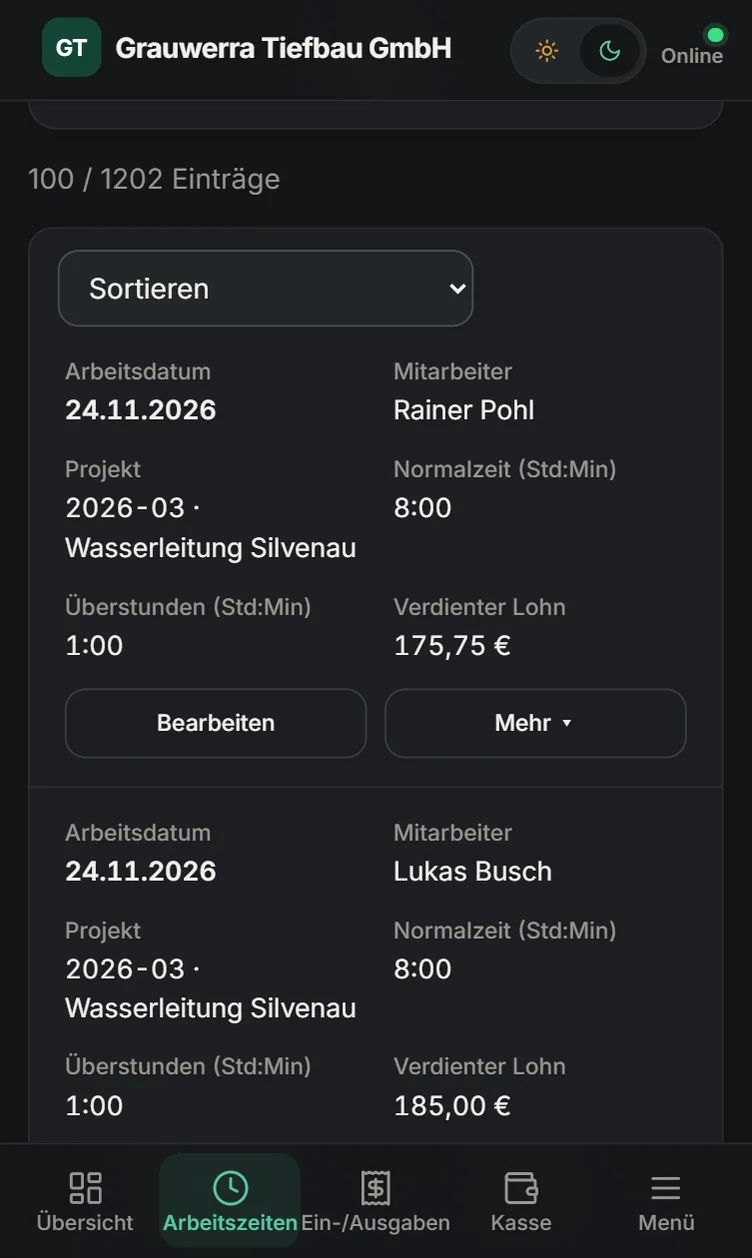 GT
Grauwerra Tiefbau GmbH
Online
100 / 1202 Einträge
Sortieren
Arbeitsdatum
24.11.2026
Mitarbeiter
Rainer Pohl
Projekt
2026-03 ·
Wasserleitung Silvenau
Normalzeit (Std:Min)
8:00
Überstunden (Std:Min)
1:00
Verdienter Lohn
175,75 €
Bearbeiten
Mehr ▾
Arbeitsdatum
24.11.2026
Mitarbeiter
Lukas Busch
Projekt
2026-03 ·
Wasserleitung Silvenau
Normalzeit (Std:Min)
8:00
Überstunden (Std:Min)
1:00
Verdienter Lohn
185,00 €
Übersicht
Arbeitszeiten
Ein-/Ausgaben
Kasse
Menü